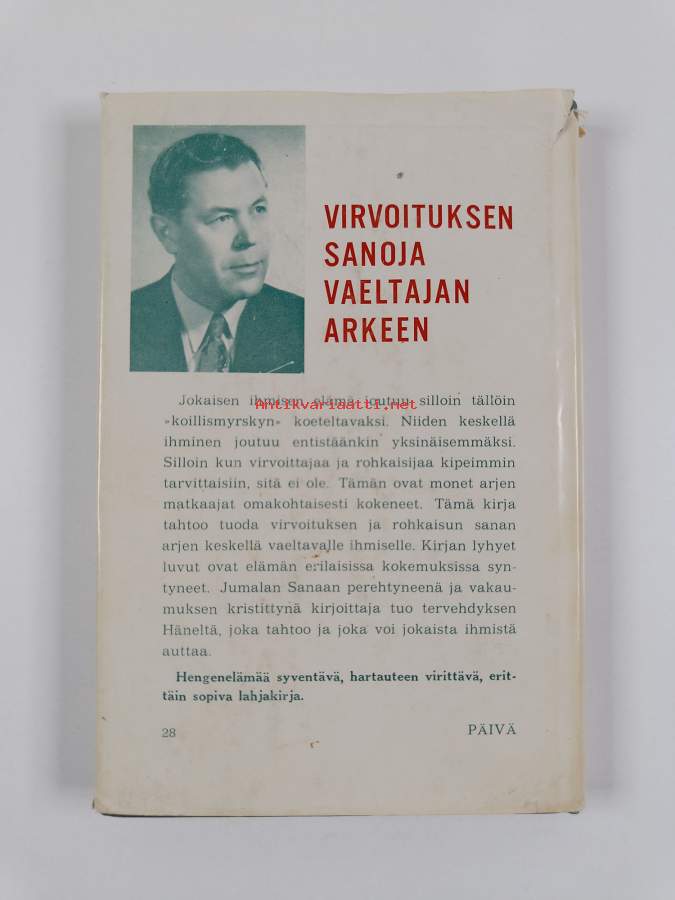 VIRVOITUKSEN
SANOJA
VAELTAJAN
ARKEEN
Jokaisen ihmisen elämä joutuu silloin tällöin
Antikvariaatti.net
»koillismyrskyn» koeteltavaksi. Niiden keskellä
ihminen joutuu entistäänkin yksinäisemmäksi.
Silloin kun virvoittajaa ja rohkaisijaa kipeimmin
tarvittaisiin, sitä ei ole. Tämän ovat monet arjen
matkaajat omakohtaisesti kokeneet. Tämä kirja
tahtoo tuoda virvoituksen ja rohkaisun sanan
arjen keskellä vaeltavalle ihmiselle. Kirjan lyhyet
luvut ovat elämän erilaisissa kokemuksissa syn-
tyneet. Jumalan Sanaan perehtyneenä ja vakau-
muksen kristittynä kirjoittaja tuo tervehdyksen
Häneltä, joka tahtoo ja joka voi jokaista ihmistä
auttaa.
Hengenelämää syventävä, hartauteen virittävä, erit-
täin sopiva lahjakirja.
28 PÄIVÄ